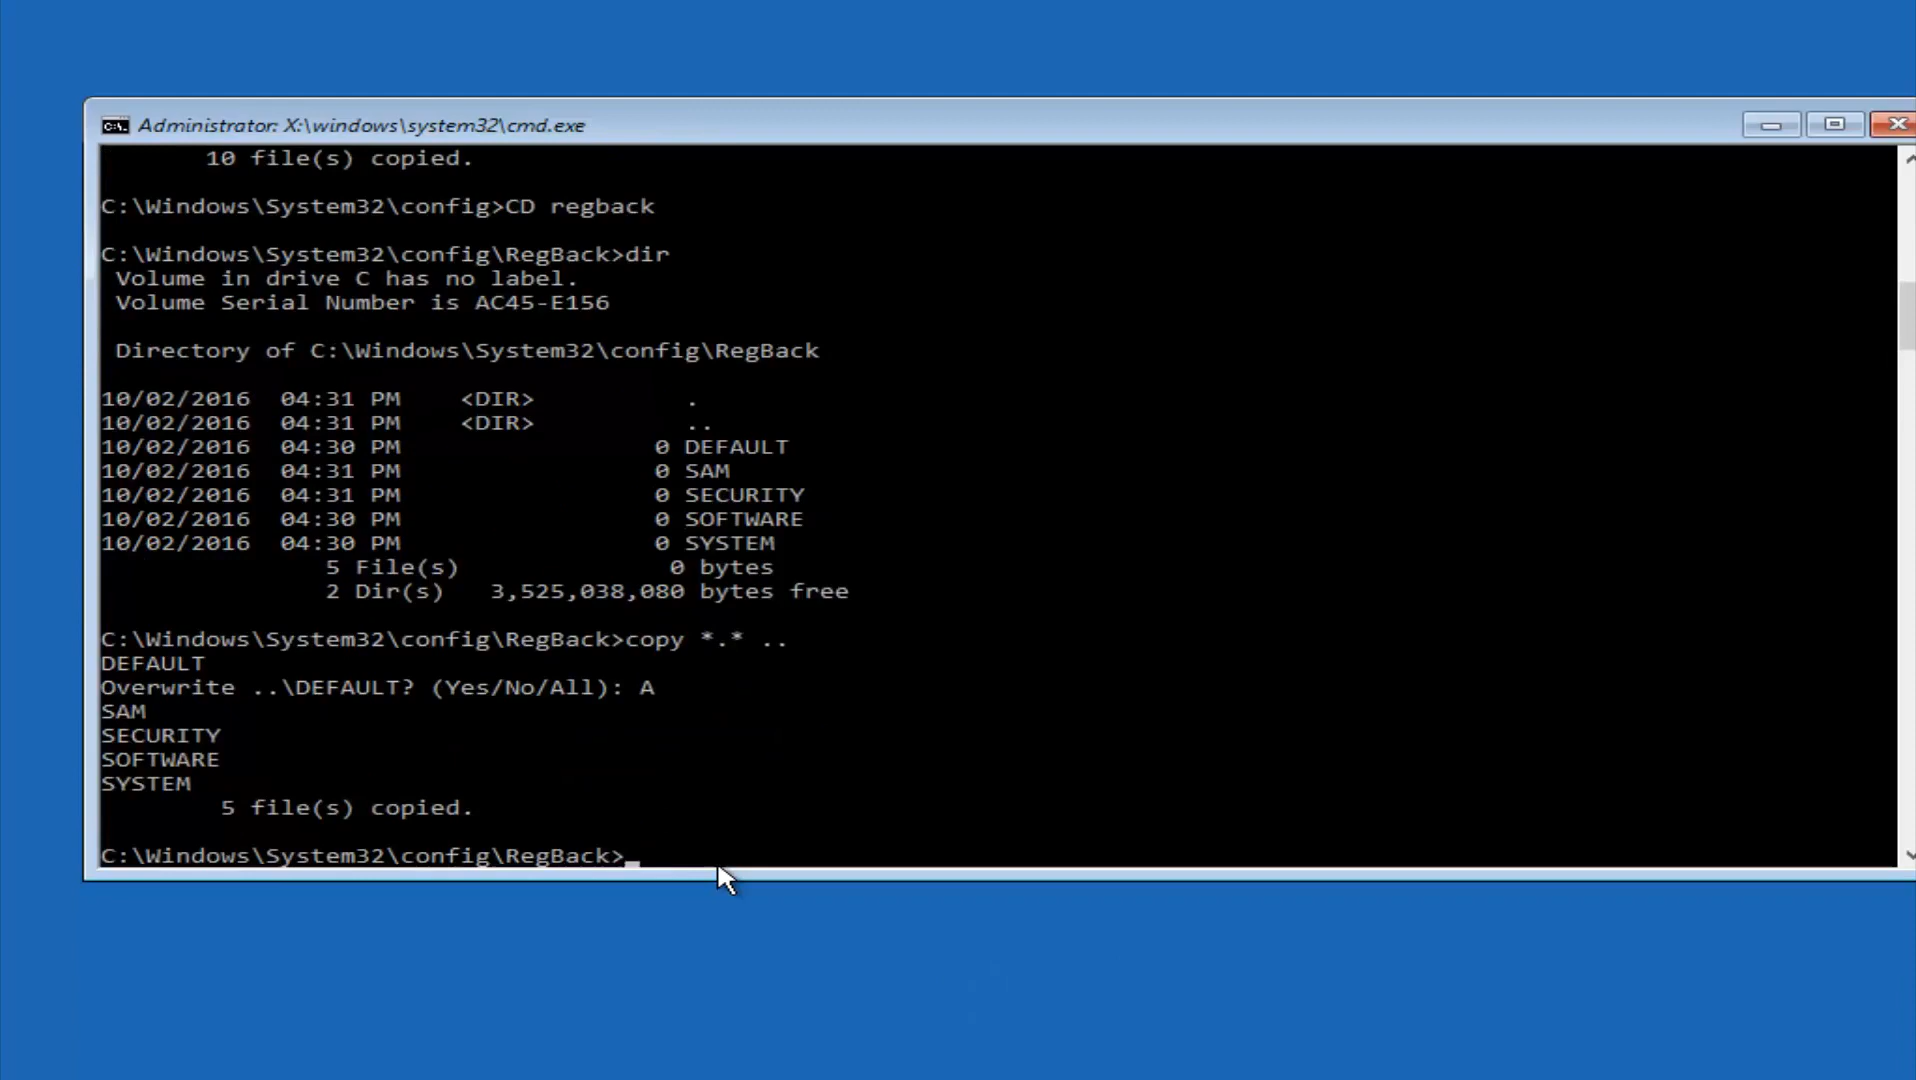 Administrator: X:\windows\system32\cmd.exe
10 file(s) copied.
C:\Windows\System32\config>CD regback
C:\Windows\System32\config\RegBack>dir
Volume in drive C has no label.
Volume Serial Number is AC45-E156
Directory of C:\Windows\System32\config\RegBack
10/02/2016  04:31 PM    <DIR>          .
10/02/2016  04:31 PM    <DIR>          ..
10/02/2016  04:30 PM                 0 DEFAULT
10/02/2016  04:31 PM                 0 SAM
10/02/2016  04:31 PM                 0 SECURITY
10/02/2016  04:30 PM                 0 SOFTWARE
10/02/2016  04:30 PM                 0 SYSTEM
5 File(s)              0 bytes
2 Dir(s)   3,525,038,080 bytes free
C:\Windows\System32\config\RegBack>copy *.* ..
DEFAULT
Overwrite ..\DEFAULT? (Yes/No/All): A
SAM
SECURITY
SOFTWARE
SYSTEM
5 file(s) copied.
C:\Windows\System32\config\RegBack>_